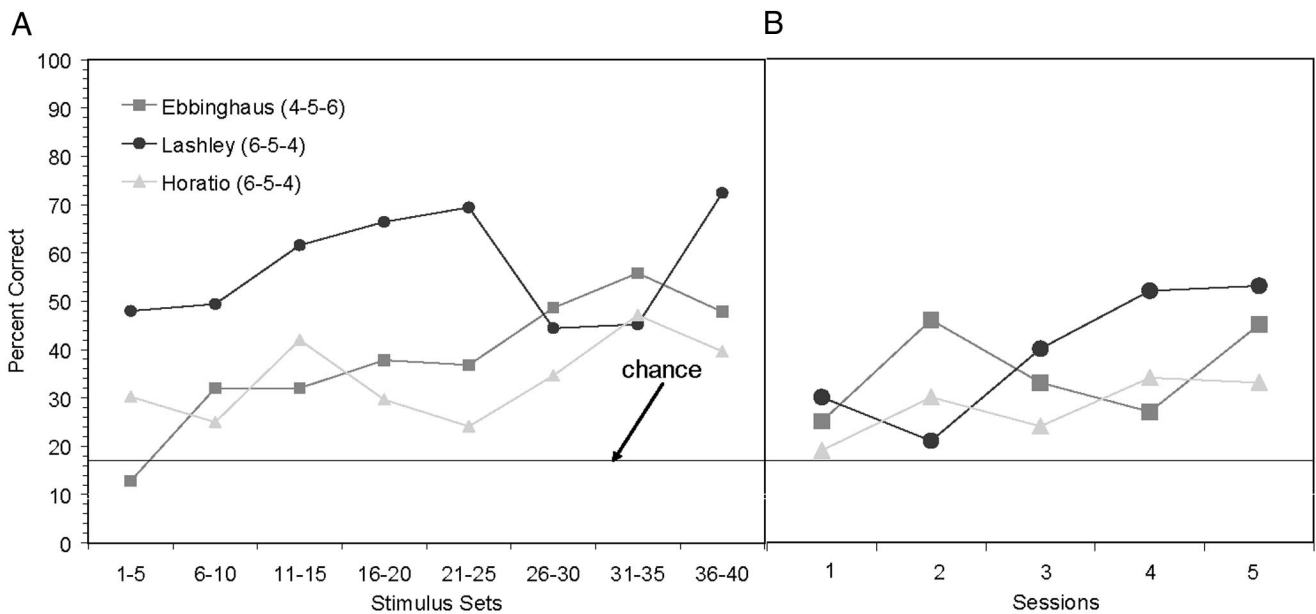 A
B
100
90
80
70
60
50
40
30
20
10
0
Percent Correct
Ebbinghaus (4-5-6)
Lashley (6-5-4)
Horatio (6-5-4)
chance
1-5 6-10 11-15 16-20 21-25 26-30 31-35 36-40
Stimulus Sets
1 2 3 4 5
Sessions